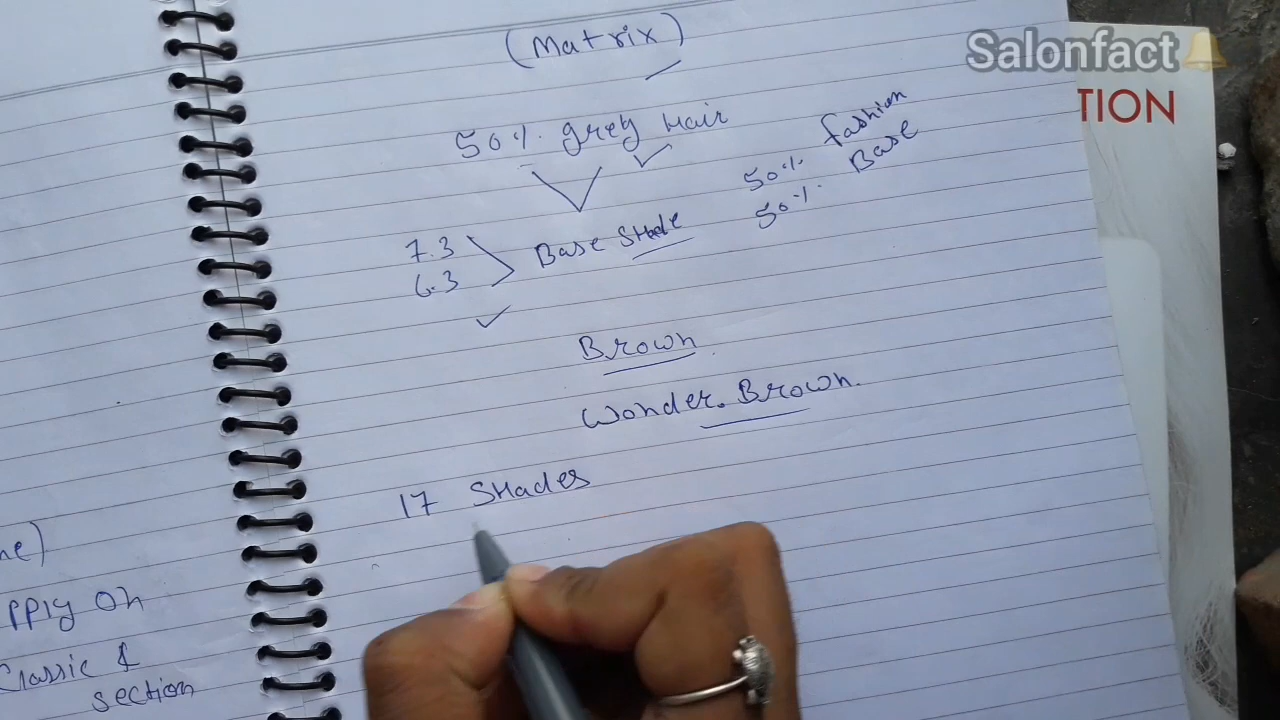 Salonfact
TION
(Matrix)
50% grey Hair
50% fashion
50% Base
7.3
6.3
Base SHade
Brown
Wonder. Brown.
17 SHades
ne)
pply on
Classic &
section